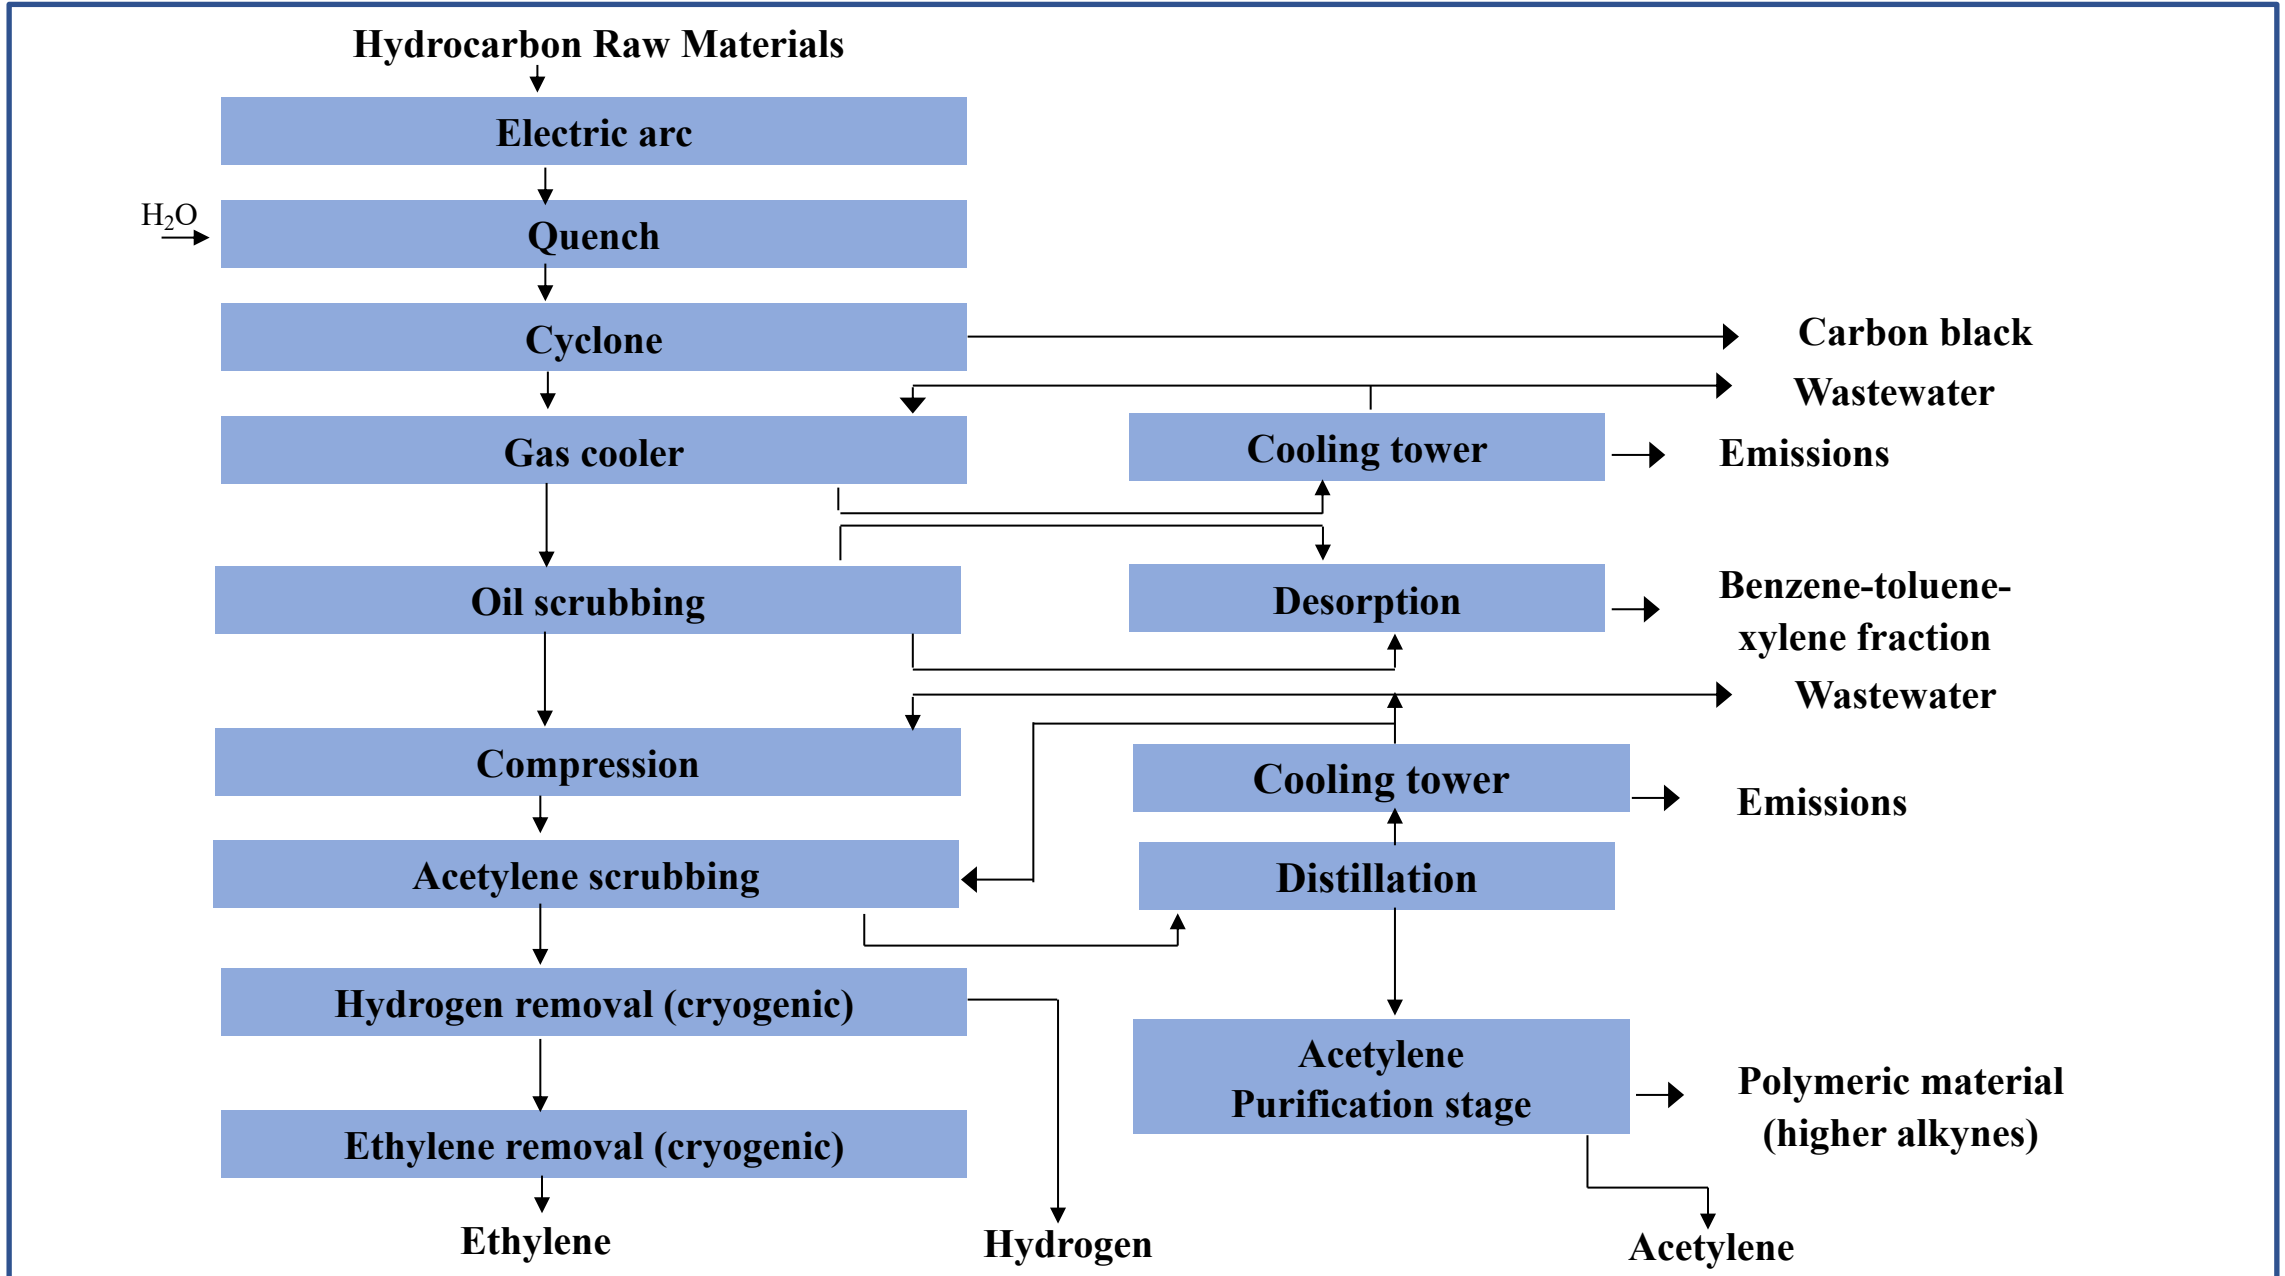 Hydrocarbon Raw Materials
Electric arc
H₂O
Quench
Cyclone
Carbon black
Wastewater
Gas cooler
Cooling tower
Emissions
Oil scrubbing
Desorption
Benzene-toluene-
xylene fraction
Wastewater
Compression
Cooling tower
Emissions
Acetylene scrubbing
Distillation
Hydrogen removal (cryogenic)
Acetylene
Purification stage
Polymeric material
(higher alkynes)
Ethylene removal (cryogenic)
Ethylene
Hydrogen
Acetylene